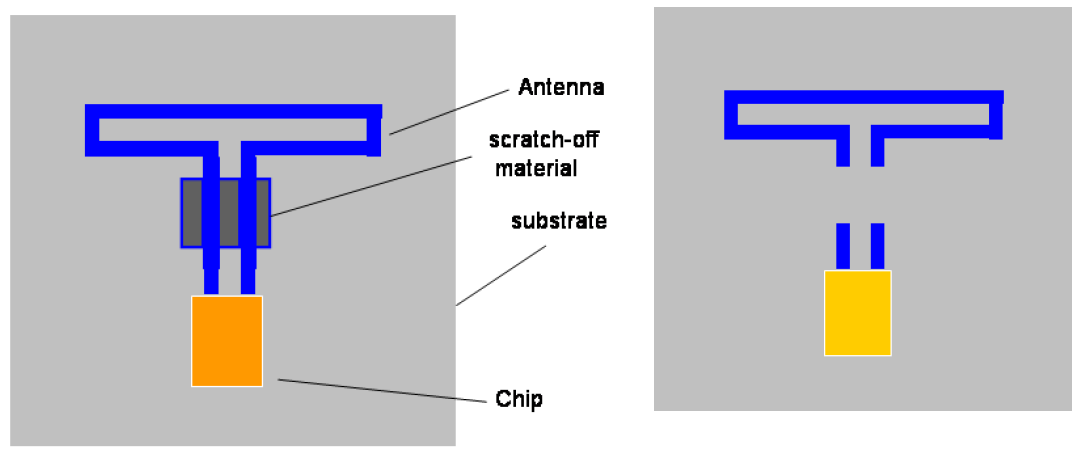 Antenna
scratch-off
material
substrate
Chip